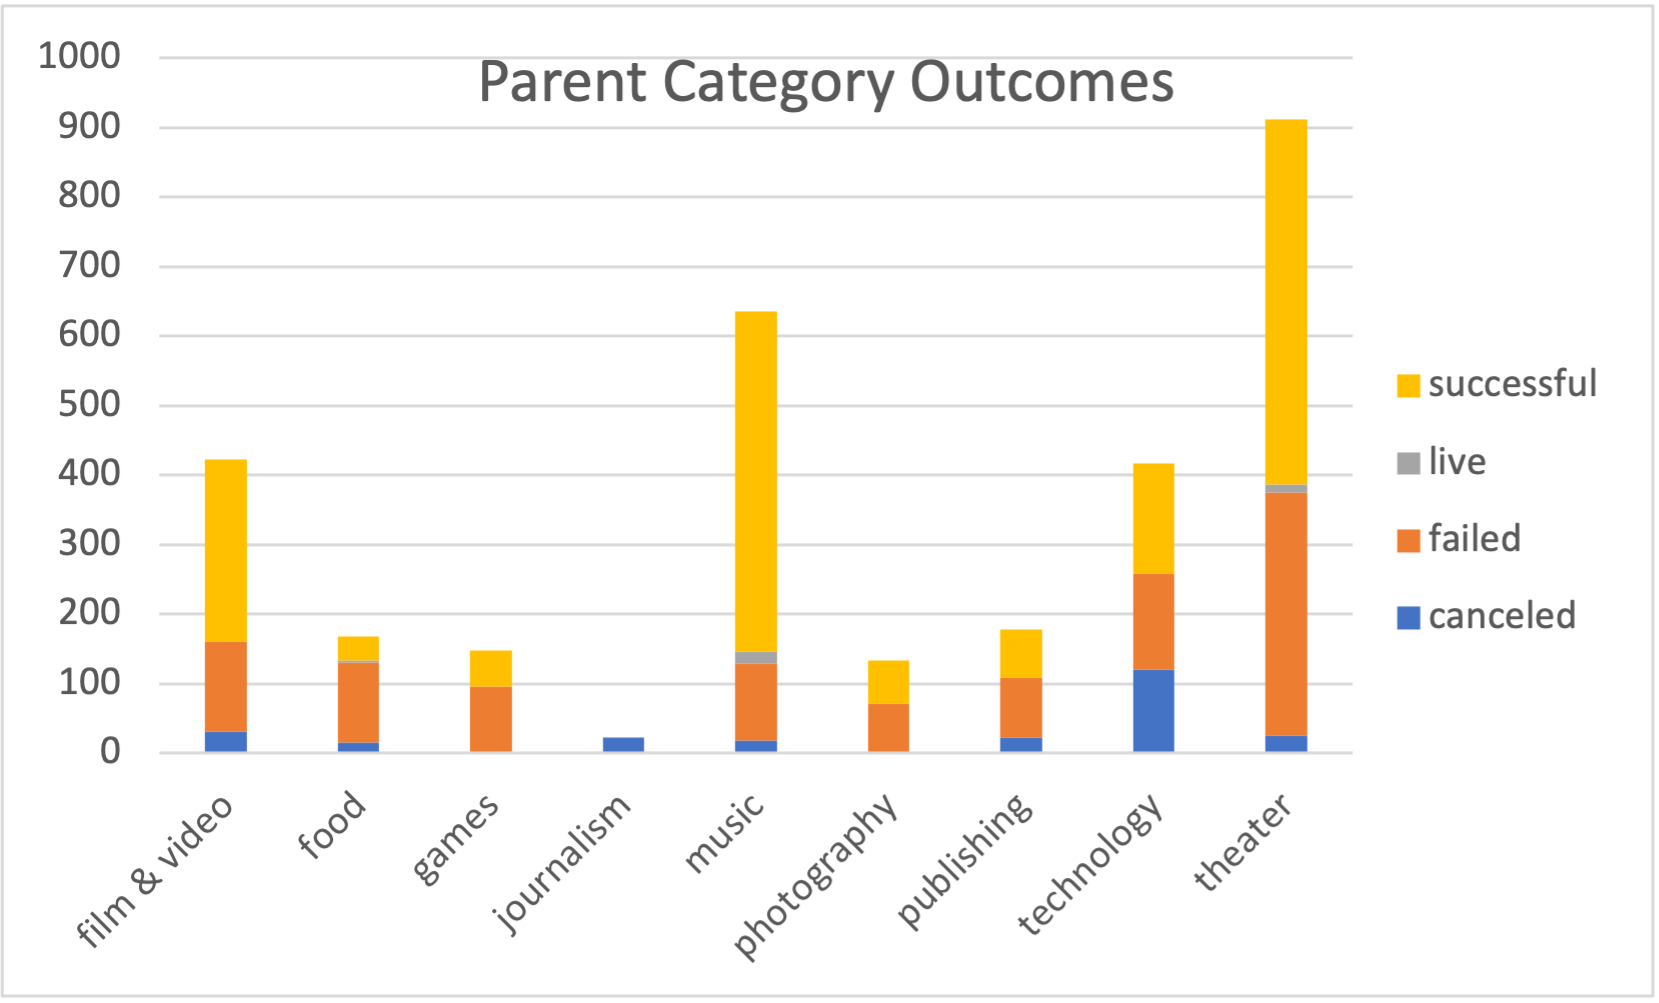 Parent Category Outcomes
1000
900
800
700
600
500
400
300
200
100
0
film & video
food
games
journalism
music
photography
publishing
technology
theater
successful
live
failed
canceled